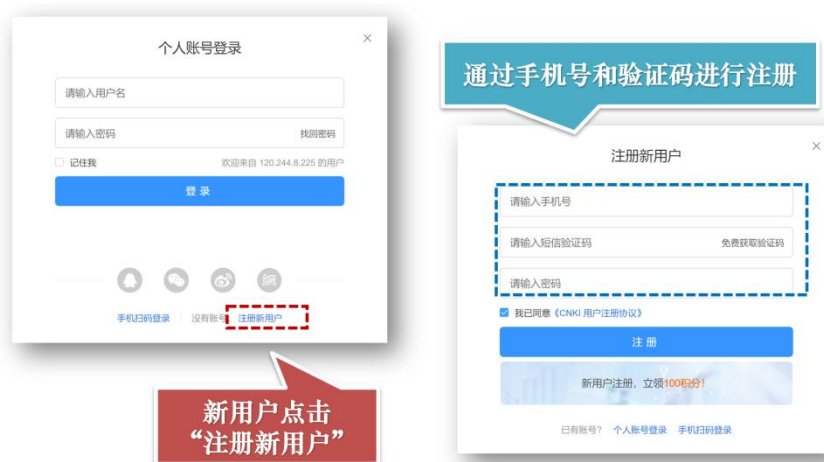 个人账号登录
请输入用户名
请输入密码
找回密码
记住我
欢迎来自 120.244.8.225 的用户
登 录
手机扫码登录
没有账号
注册新用户
新用户点击
“注册新用户”
通过手机号和验证码进行注册
注册新用户
请输入手机号
请输入短信验证码
免费获取验证码
请输入密码
我已同意《CNKI 用户注册协议》
注 册
新用户注册，立领100积分！
已有账号？ 个人账号登录 手机扫码登录